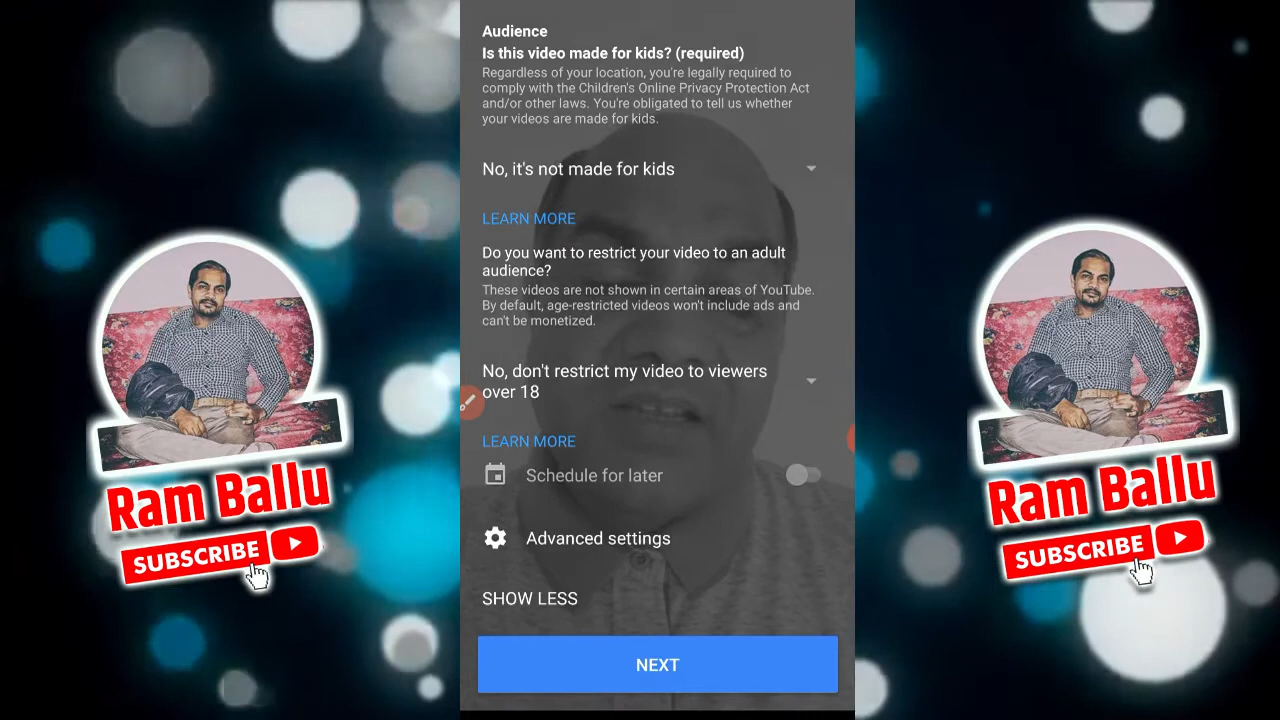 Audience
Is this video made for kids? (required)
Regardless of your location, you're legally required to
comply with the Children's Online Privacy Protection Act
and/or other laws. You're obligated to tell us whether
your videos are made for kids.
No, it's not made for kids
LEARN MORE
Do you want to restrict your video to an adult
audience?
These videos are not shown in certain areas of YouTube.
By default, age-restricted videos won't include ads and
can't be monetized.
No, don't restrict my video to viewers
over 18
LEARN MORE
Schedule for later
Advanced settings
SHOW LESS
NEXT
Ram Ballu
SUBSCRIBE
Ram Ballu
SUBSCRIBE